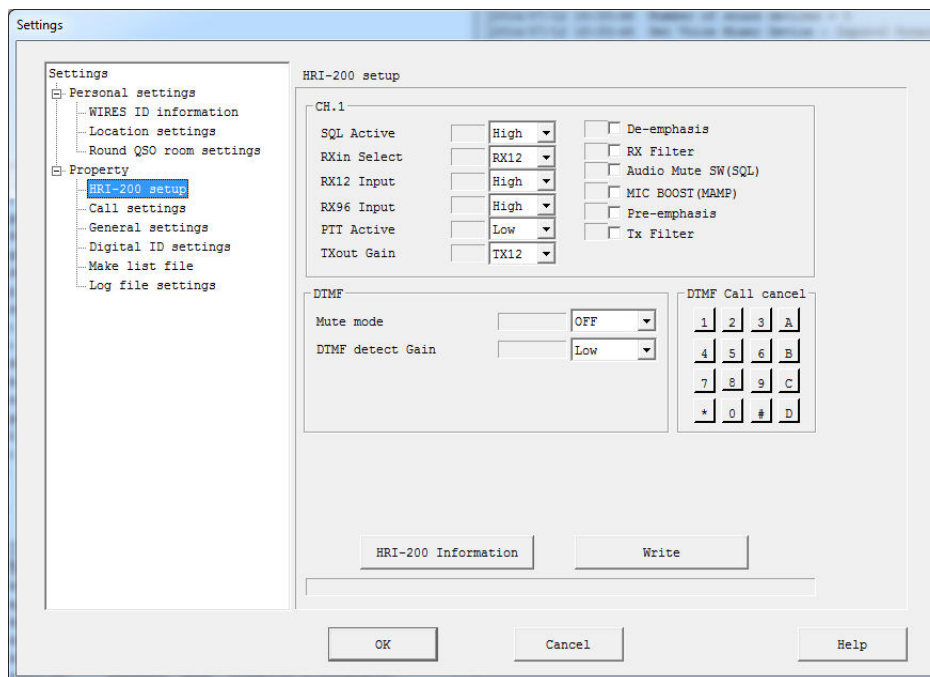 Settings
Settings
Personal settings
WIRES ID information
Location settings
Round QSO room settings
Property
HRI-200 setup
Call settings
General settings
Digital ID settings
Make list file
Log file settings
HRI-200 setup
CH.1
SQL Active High
RXin Select RX12
RX12 Input High
RX96 Input High
PTT Active Low
TXout Gain TX12
De-emphasis
RX Filter
Audio Mute SW(SQL)
MIC BOOST(MAMP)
Pre-emphasis
Tx Filter
DTMF
Mute mode OFF
DTMF detect Gain Low
DTMF Call cancel
1 2 3 A
4 5 6 B
7 8 9 C
* 0 # D
HRI-200 Information Write
OK Cancel Help